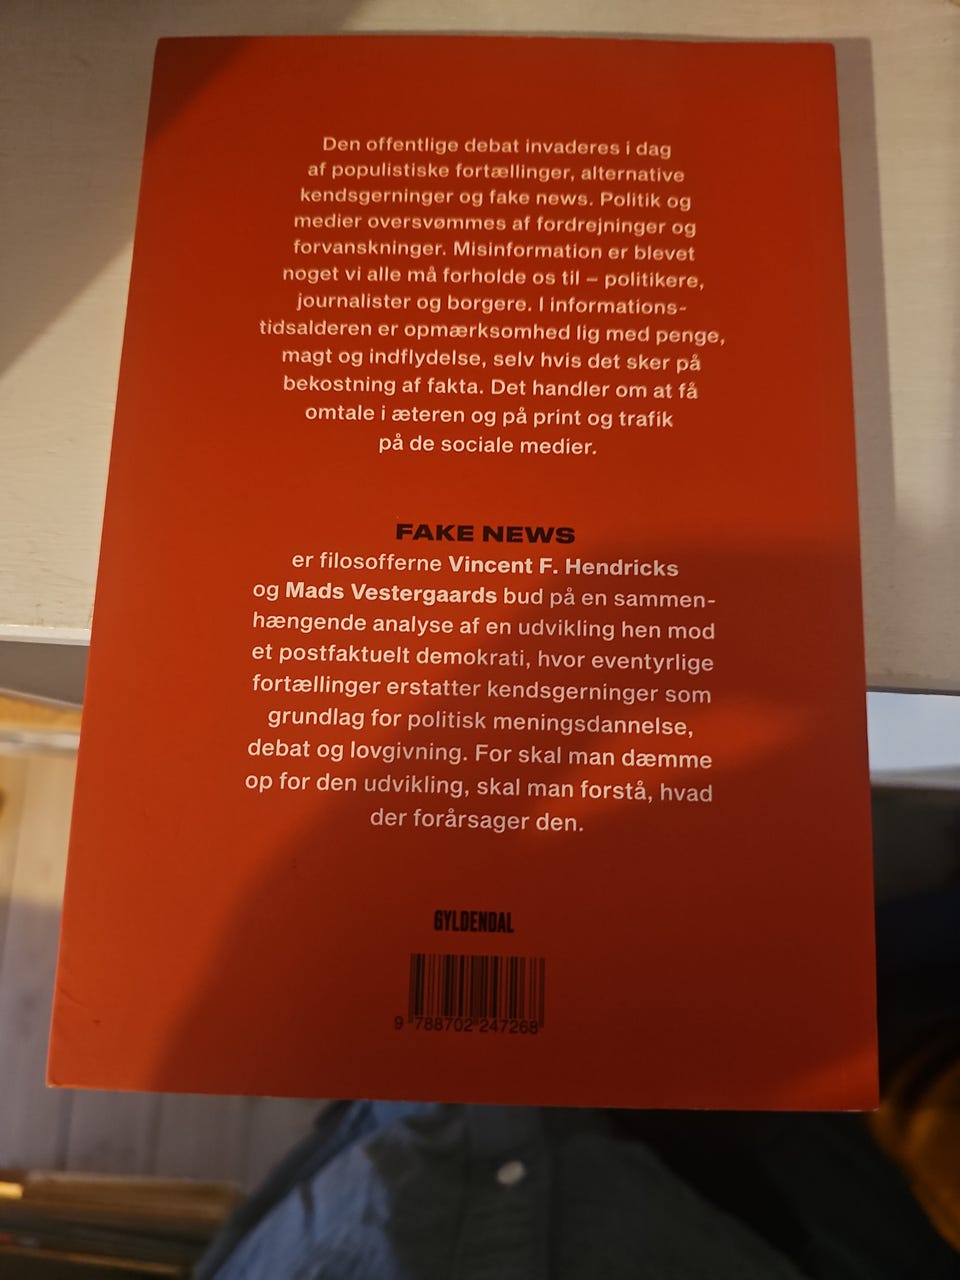 Den offentlige debat invaderes i dag
af populistiske fortællinger, alternative
kendsgerninger og fake news. Politik og
medier oversvømmes af fordrejninger og
forvanskninger. Misinformation er blevet
noget vi alle må forholde os til – politikere,
journalister og borgere. I informations-
tidsalderen er opmærksomhed lig med penge,
magt og indflydelse, selv hvis det sker på
bekostning af fakta. Det handler om at få
omtale i æteren og på print og trafik
på de sociale medier.
FAKE NEWS
er filosofferne Vincent F. Hendricks
og Mads Vestergaards bud på en sammen-
hængende analyse af en udvikling hen mod
et postfaktuelt demokrati, hvor eventyrlige
fortællinger erstatter kendsgerninger som
grundlag for politisk meningsdannelse,
debat og lovgivning. For skal man dæmme
op for den udvikling, skal man forstå, hvad
der forårsager den.
GYLDENDAL
9 788702 247268